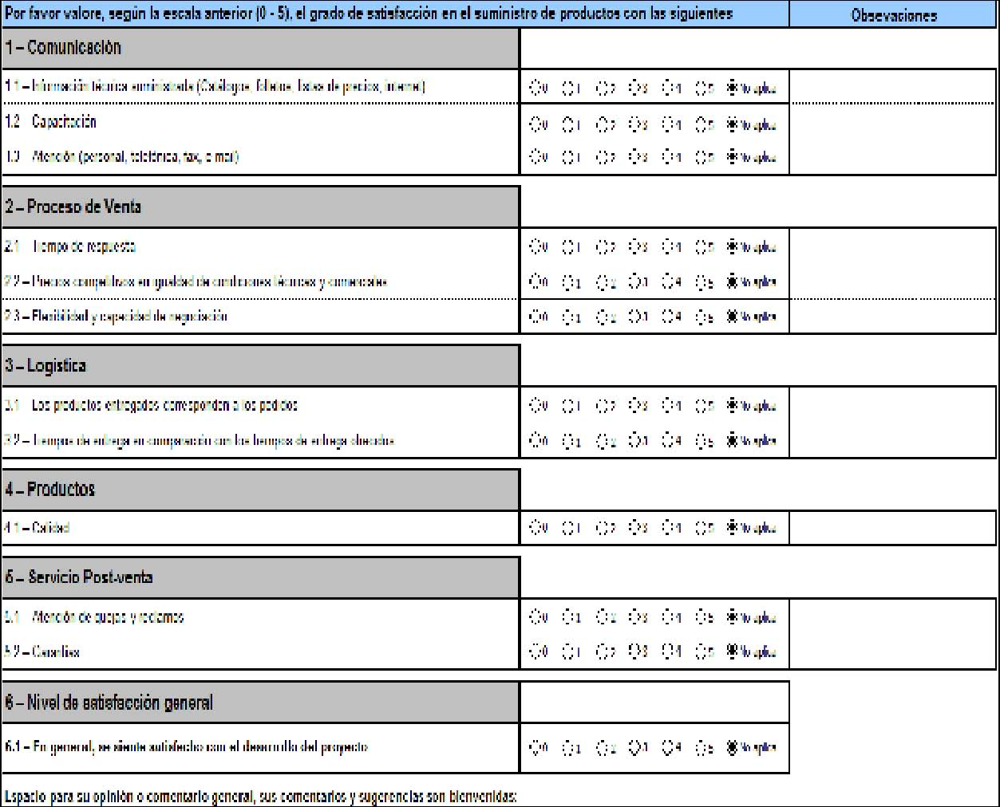 Por favor valore, según la escala anterior (0 - 5), el grado de satisfacción en el suministro de productos con las siguientes Obsevaciones
1 – Comunicación
1.1 – Información técnica suministrada (Catálogos, folletos, listas de precios, internet) 0 1 2 3 4 5 No aplica
1.2 Capacitación 0 1 2 3 4 5 No aplica
1.3 Atención (personal, telefónica, fax, e-mail) 0 1 2 3 4 5 No aplica
2 – Proceso de Venta
2.1 Tiempo de respuesta 0 1 2 3 4 5 No aplica
2.2 – Precios competitivos en igualdad de condiciones técnicas y comerciales 0 1 2 3 4 5 No aplica
2.3 – Flexibilidad y capacidad de negociación 0 1 2 3 4 5 No aplica
3 – Logistica
3.1 Los productos entregados corresponden a los pedidos 0 1 2 3 4 5 No aplica
3.2 – Tiempos de entrega en comparación con los tiempos de entrega ofrecidos 0 1 2 3 4 5 No aplica
4 – Productos
4.1 – Calidad 0 1 2 3 4 5 No aplica
5 – Servicio Post-venta
5.1 Atención de quejas y reclamos 0 1 2 3 4 5 No aplica
5.2 – Garantías 0 1 2 3 4 5 No aplica
6 – Nivel de satisfacción general
6.1 – En general, se siente satisfecho con el desarrollo del proyecto 0 1 2 3 4 5 No aplica
Espacio para su opinión o comentario general, sus comentarios y sugerencias son bienvenidas: